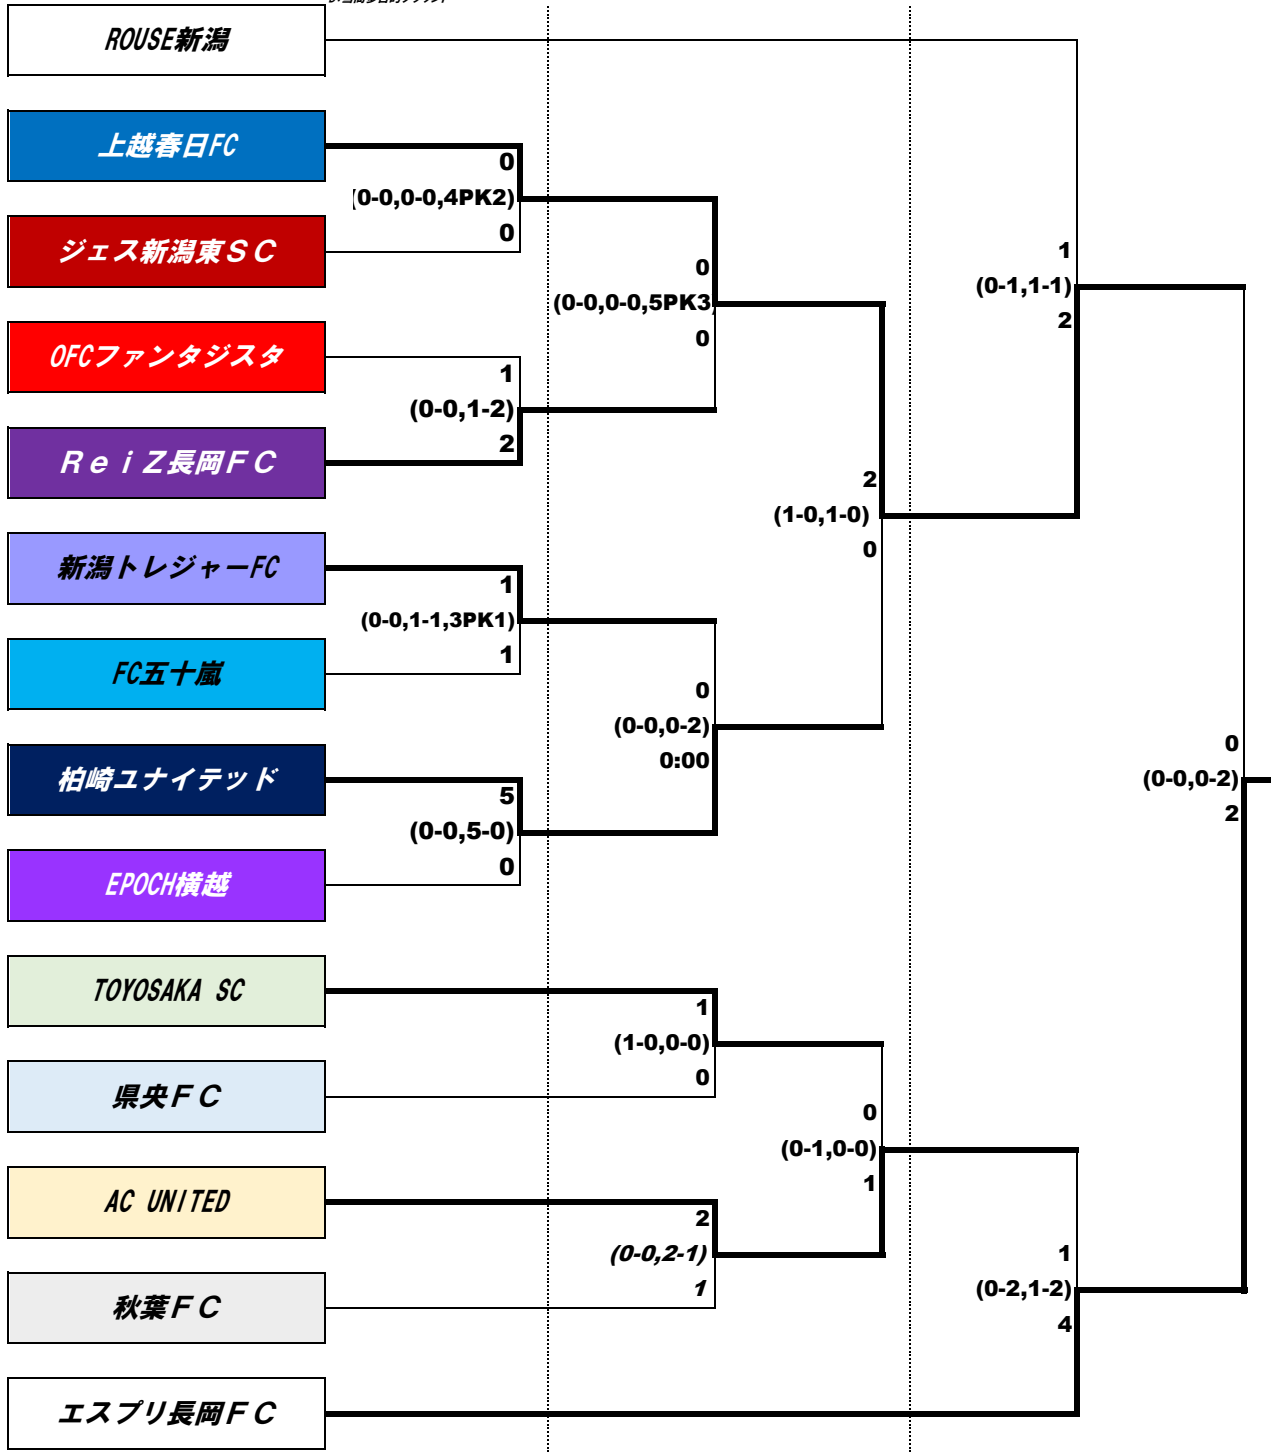 ROUSE新潟
上越春日FC
0
(0-0,0-0,4PK2)
0
ジェス新潟東ＳＣ
0
(0-0,0-0,5PK3
0
1
(0-1,1-1)
2
OFCファンタジスタ
1
(0-0,1-2)
2
ＲｅｉＺ長岡ＦＣ
2
(1-0,1-0)
0
新潟トレジャーFC
1
(0-0,1-1,3PK1)
1
FC五十嵐
0
(0-0,0-2)
0:00
柏崎ユナイテッド
5
(0-0,5-0)
0
0
(0-0,0-2)
2
EPOCH横越
TOYOSAKA SC
1
(1-0,0-0)
0
県央ＦＣ
0
(0-1,0-0)
1
AC UNITED
2
(0-0,2-1)
1
秋葉ＦＣ
1
(0-2,1-2)
4
エスプリ長岡ＦＣ